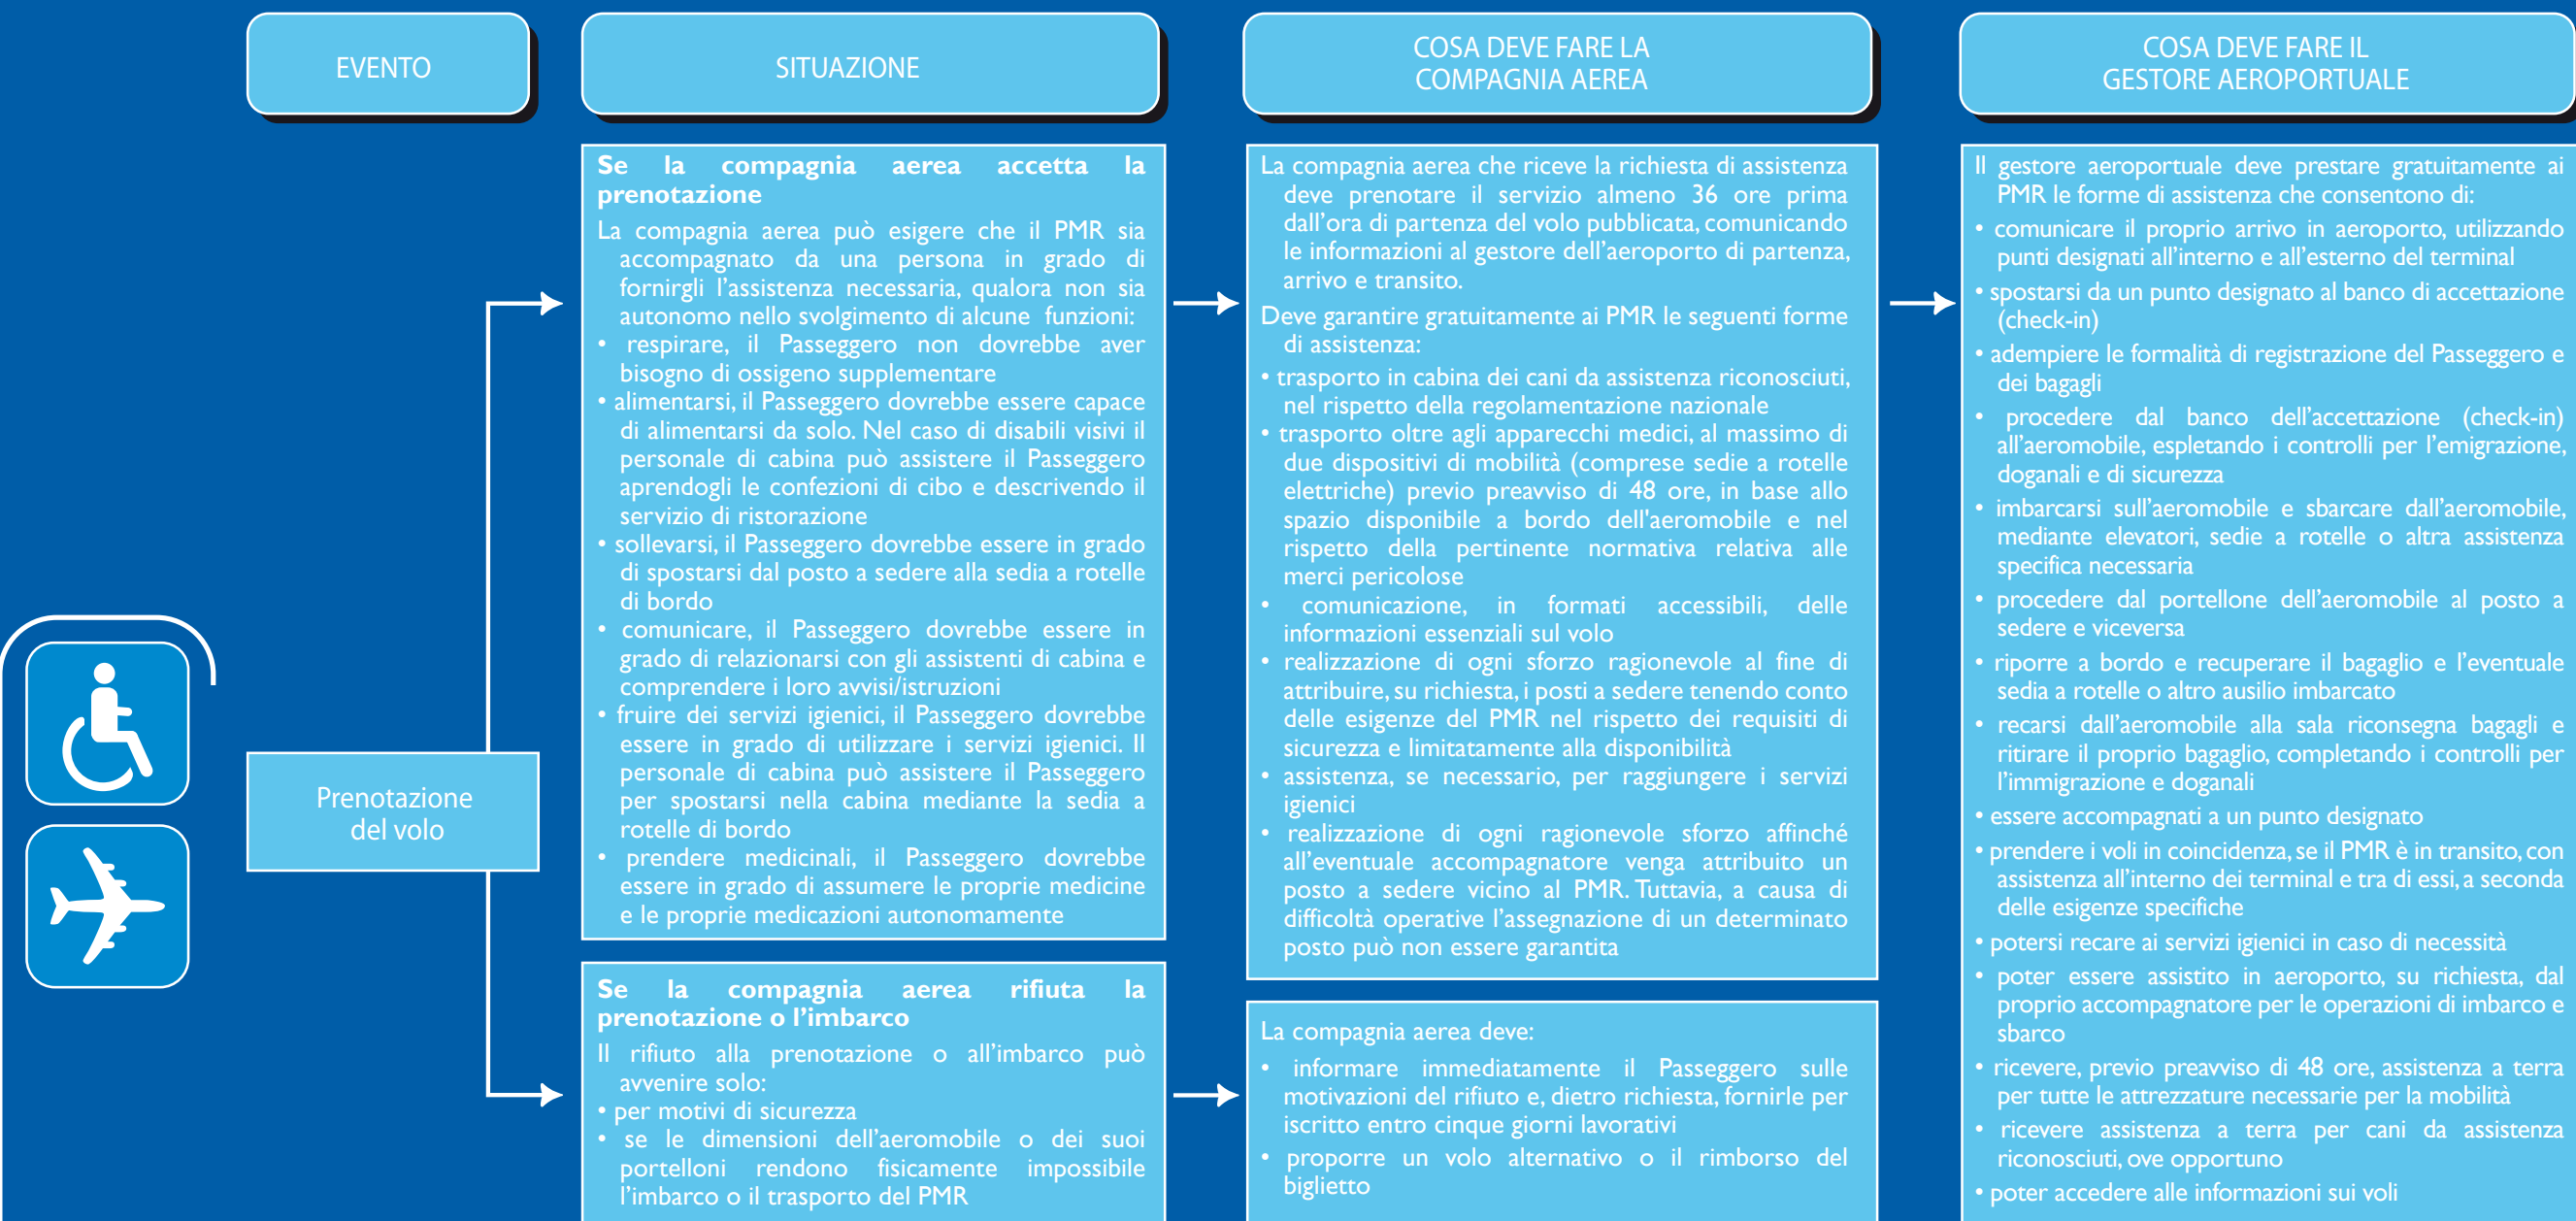 EVENTO
SITUAZIONE
COSA DEVE FARE LA
COMPAGNIA AEREA
COSA DEVE FARE IL
GESTORE AEROPORTUALE
Prenotazione
del volo
Se la compagnia aerea accetta la
prenotazione
La compagnia aerea può esigere che il PMR sia
accompagnato da una persona in grado di
fornirgli l'assistenza necessaria, qualora non sia
autonomo nello svolgimento di alcune funzioni:
• respirare, il Passeggero non dovrebbe aver
bisogno di ossigeno supplementare
• alimentarsi, il Passeggero dovrebbe essere capace
di alimentarsi da solo. Nel caso di disabili visivi il
personale di cabina può assistere il Passeggero
aprendogli le confezioni di cibo e descrivendo il
servizio di ristorazione
• sollevarsi, il Passeggero dovrebbe essere in grado
di spostarsi dal posto a sedere alla sedia a rotelle
di bordo
• comunicare, il Passeggero dovrebbe essere in
grado di relazionarsi con gli assistenti di cabina e
comprendere i loro avvisi/istruzioni
• fruire dei servizi igienici, il Passeggero dovrebbe
essere in grado di utilizzare i servizi igienici. Il
personale di cabina può assistere il Passeggero
per spostarsi nella cabina mediante la sedia a
rotelle di bordo
• prendere medicinali, il Passeggero dovrebbe
essere in grado di assumere le proprie medicine
e le proprie medicazioni autonomamente
La compagnia aerea che riceve la richiesta di assistenza
deve prenotare il servizio almeno 36 ore prima
dall'ora di partenza del volo pubblicata, comunicando
le informazioni al gestore dell'aeroporto di partenza,
arrivo e transito.
Deve garantire gratuitamente ai PMR le seguenti forme
di assistenza:
• trasporto in cabina dei cani da assistenza riconosciuti,
nel rispetto della regolamentazione nazionale
• trasporto oltre agli apparecchi medici, al massimo di
due dispositivi di mobilità (comprese sedie a rotelle
elettriche) previo preavviso di 48 ore, in base allo
spazio disponibile a bordo dell'aeromobile e nel
rispetto della pertinente normativa relativa alle
merci pericolose
• comunicazione, in formati accessibili, delle
informazioni essenziali sul volo
• realizzazione di ogni sforzo ragionevole al fine di
attribuire, su richiesta, i posti a sedere tenendo conto
delle esigenze del PMR nel rispetto dei requisiti di
sicurezza e limitatamente alla disponibilità
• assistenza, se necessario, per raggiungere i servizi
igienici
• realizzazione di ogni ragionevole sforzo affinché
all'eventuale accompagnatore venga attribuito un
posto a sedere vicino al PMR. Tuttavia, a causa di
difficoltà operative l'assegnazione di un determinato
posto può non essere garantita
Il gestore aeroportuale deve prestare gratuitamente ai
PMR le forme di assistenza che consentono di:
• comunicare il proprio arrivo in aeroporto, utilizzando
punti designati all'interno e all'esterno del terminal
• spostarsi da un punto designato al banco di accettazione
(check-in)
• adempiere le formalità di registrazione del Passeggero e
dei bagagli
• procedere dal banco dell'accettazione (check-in)
all'aeromobile, espletando i controlli per l'emigrazione,
doganali e di sicurezza
• imbarcarsi sull'aeromobile e sbarcare dall'aeromobile,
mediante elevatori, sedie a rotelle o altra assistenza
specifica necessaria
• procedere dal portellone dell'aeromobile al posto a
sedere e viceversa
• riporre a bordo e recuperare il bagaglio e l'eventuale
sedia a rotelle o altro ausilio imbarcato
• recarsi dall'aeromobile alla sala riconsegna bagagli e
ritirare il proprio bagaglio, completando i controlli per
l'immigrazione e doganali
• essere accompagnati a un punto designato
• prendere i voli in coincidenza, se il PMR è in transito, con
assistenza all'interno dei terminal e tra di essi, a seconda
delle esigenze specifiche
• potersi recare ai servizi igienici in caso di necessità
• poter essere assistito in aeroporto, su richiesta, dal
proprio accompagnatore per le operazioni di imbarco e
sbarco
• ricevere, previo preavviso di 48 ore, assistenza a terra
per tutte le attrezzature necessarie per la mobilità
• ricevere assistenza a terra per cani da assistenza
riconosciuti, ove opportuno
• poter accedere alle informazioni sui voli
Se la compagnia aerea rifiuta la
prenotazione o l'imbarco
Il rifiuto alla prenotazione o all'imbarco può
avvenire solo:
• per motivi di sicurezza
• se le dimensioni dell'aeromobile o dei suoi
portelloni rendono fisicamente impossibile
l'imbarco o il trasporto del PMR
La compagnia aerea deve:
• informare immediatamente il Passeggero sulle
motivazioni del rifiuto e, dietro richiesta, fornirle per
iscritto entro cinque giorni lavorativi
• proporre un volo alternativo o il rimborso del
biglietto